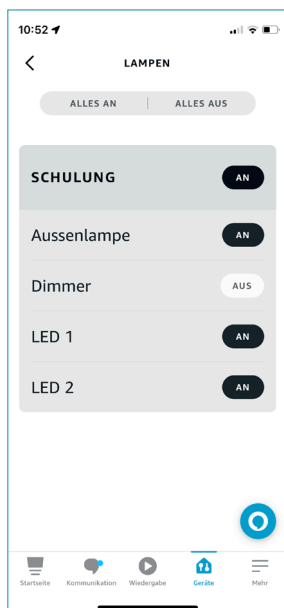 10:52
LAMPEN
ALLES AN ALLES AUS
SCHULUNG AN
Aussenlampe AN
Dimmer AUS
LED 1 AN
LED 2 AN
Startseite Kommunikation Wiedergabe Geräte Mehr